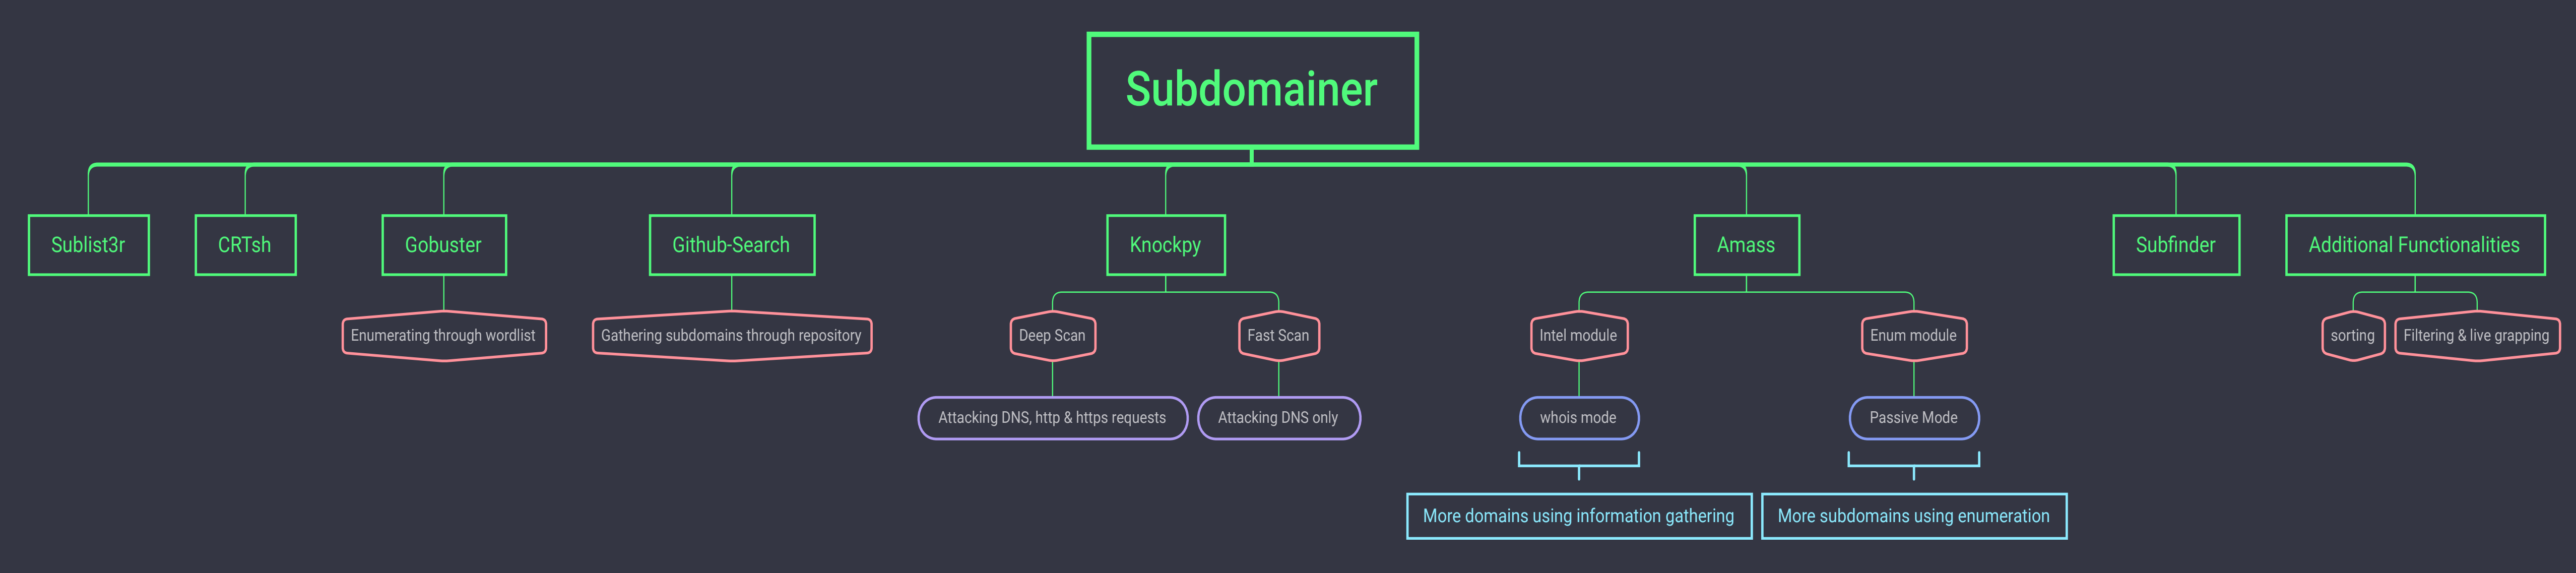 Subdomainer
Sublist3r
CRTsh
Gobuster
Github-Search
Knockpy
Amass
Subfinder
Additional Functionalities
Enumerating through wordlist
Gathering subdomains through repository
Deep Scan
Fast Scan
Intel module
Enum module
sorting
Filtering & live grapping
Attacking DNS, http & https requests
Attacking DNS only
whois mode
Passive Mode
More domains using information gathering
More subdomains using enumeration